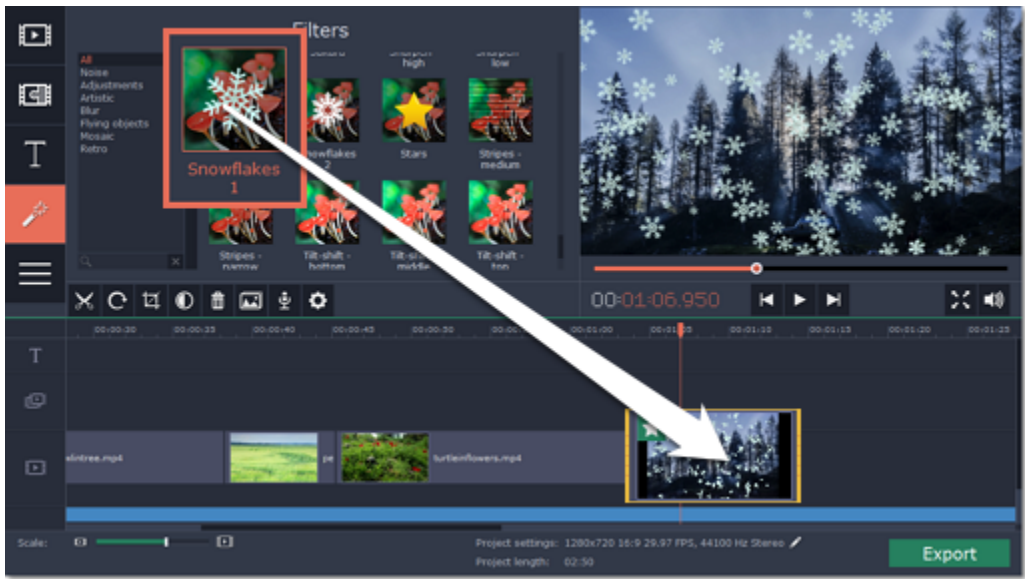 Filters
All
Noise
Adjustments
Artistic
Blur
Flying objects
Mosaic
Retro
high
low
Snowflakes
1
2
Stars
Stripes -
medium
Stripes -
narrow
Tilt-shift -
bottom
middle
Tilt-shift -
top
T
00:01:06.950
00:00:30
00:00:35
00:00:40
00:00:45
00:00:50
00:01:00
00:01:05
00:01:10
00:01:15
00:01:20
00:01:25
T
pe
turtleinflowers.mp4
Scale:
Project settings: 1280x720 16:9 29.97 FPS, 44100 Hz Stereo
Project length: 02:50
Export